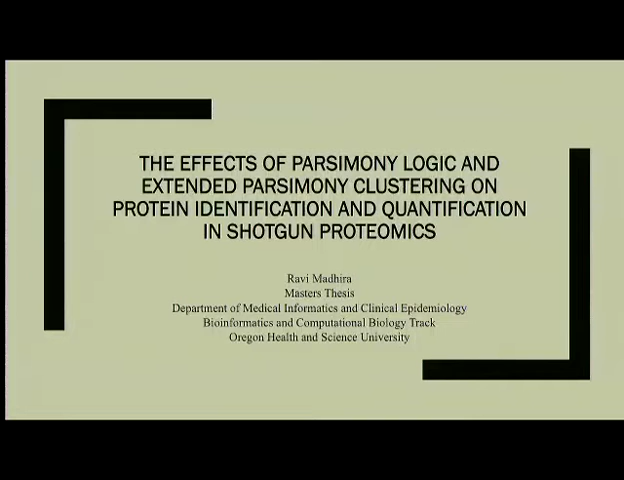 THE EFFECTS OF PARSIMONY LOGIC AND
EXTENDED PARSIMONY CLUSTERING ON
PROTEIN IDENTIFICATION AND QUANTIFICATION
IN SHOTGUN PROTEOMICS
Ravi Madhira
Masters Thesis
Department of Medical Informatics and Clinical Epidemiology
Bioinformatics and Computational Biology Track
Oregon Health and Science University